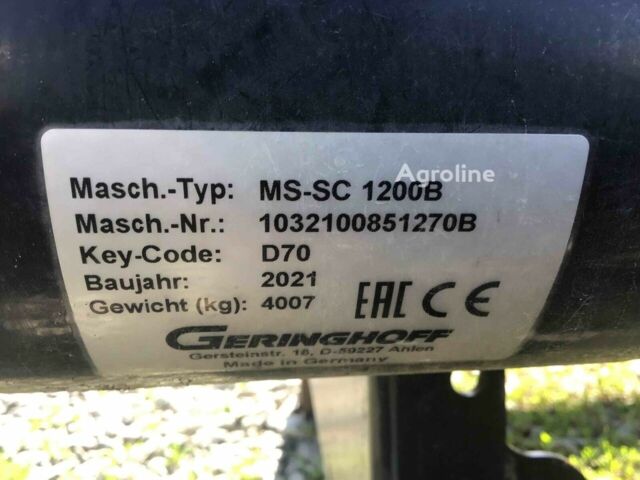 Agroline
Masch.-Typ: MS-SC 1200B
Masch.-Nr.: 1032100851270B
Key-Code: D70
Baujahr: 2021
Gewicht (kg): 4007
EAC CE
GERINGHOFF
Gersteinstr. 18, D-59227 Ahlen
Made in Germany